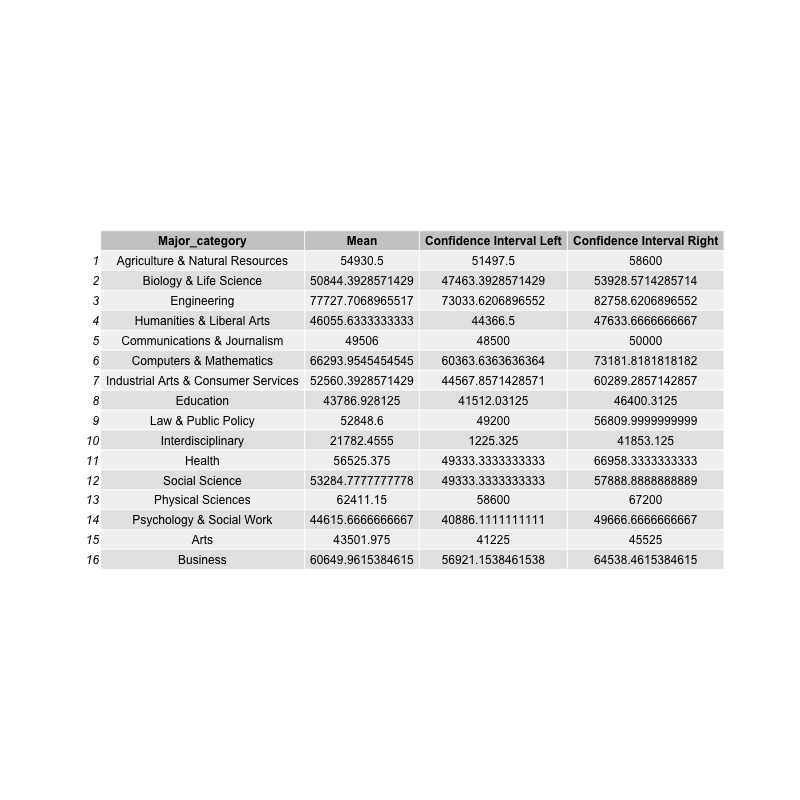 Major_category Mean Confidence Interval Left Confidence Interval Right
1 Agriculture & Natural Resources 54930.5 51497.5 58600
2 Biology & Life Science 50844.3928571429 47463.3928571429 53928.5714285714
3 Engineering 77727.7068965517 73033.6206896552 82758.6206896552
4 Humanities & Liberal Arts 46055.6333333333 44366.5 47633.6666666667
5 Communications & Journalism 49506 48500 50000
6 Computers & Mathematics 66293.9545454545 60363.6363636364 73181.8181818182
7 Industrial Arts & Consumer Services 52560.3928571429 44567.8571428571 60289.2857142857
8 Education 43786.928125 41512.03125 46400.3125
9 Law & Public Policy 52848.6 49200 56809.9999999999
10 Interdisciplinary 21782.4555 1225.325 41853.125
11 Health 56525.375 49333.3333333333 66958.3333333333
12 Social Science 53284.7777777778 49333.3333333333 57888.8888888889
13 Physical Sciences 62411.15 58600 67200
14 Psychology & Social Work 44615.6666666667 40886.1111111111 49666.6666666667
15 Arts 43501.975 41225 45525
16 Business 60649.9615384615 56921.1538461538 64538.4615384615